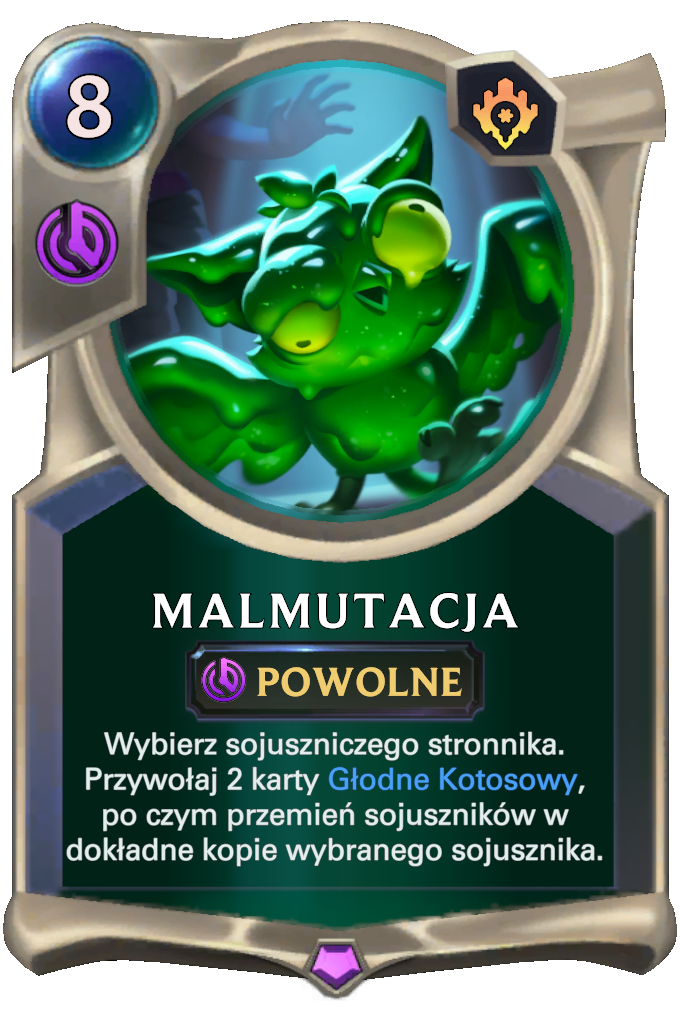 8
MALMUTACJA
POWOLNE
Wybierz sojuszniczego stronnika.
Przywołaj 2 karty Głodne Kotosowy,
po czym przemień sojuszników w
dokładne kopie wybranego sojusznika.